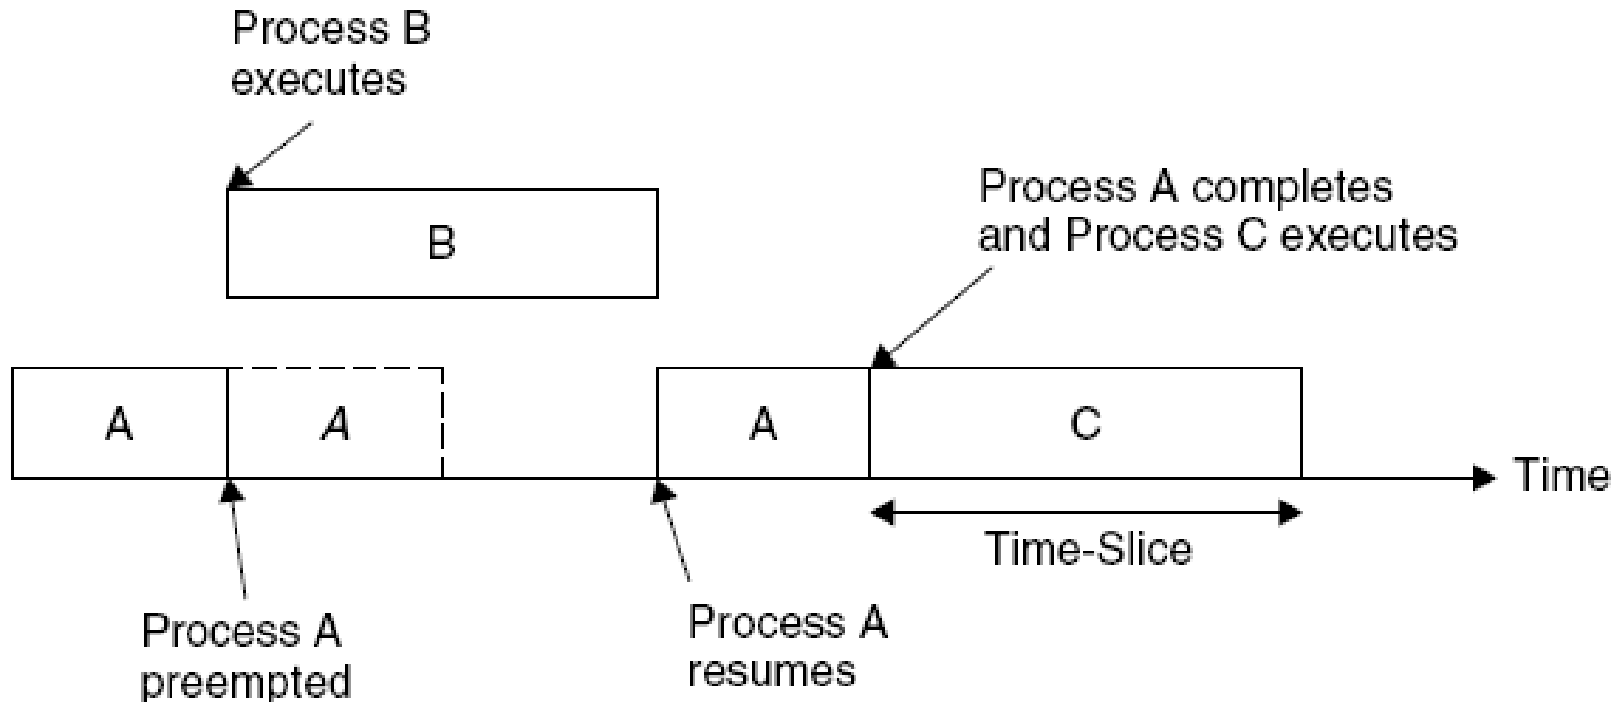 Process B
executes
B
Process A completes
and Process C executes
A
A
A
C
Time
Time-Slice
Process A
preempted
Process A
resumes